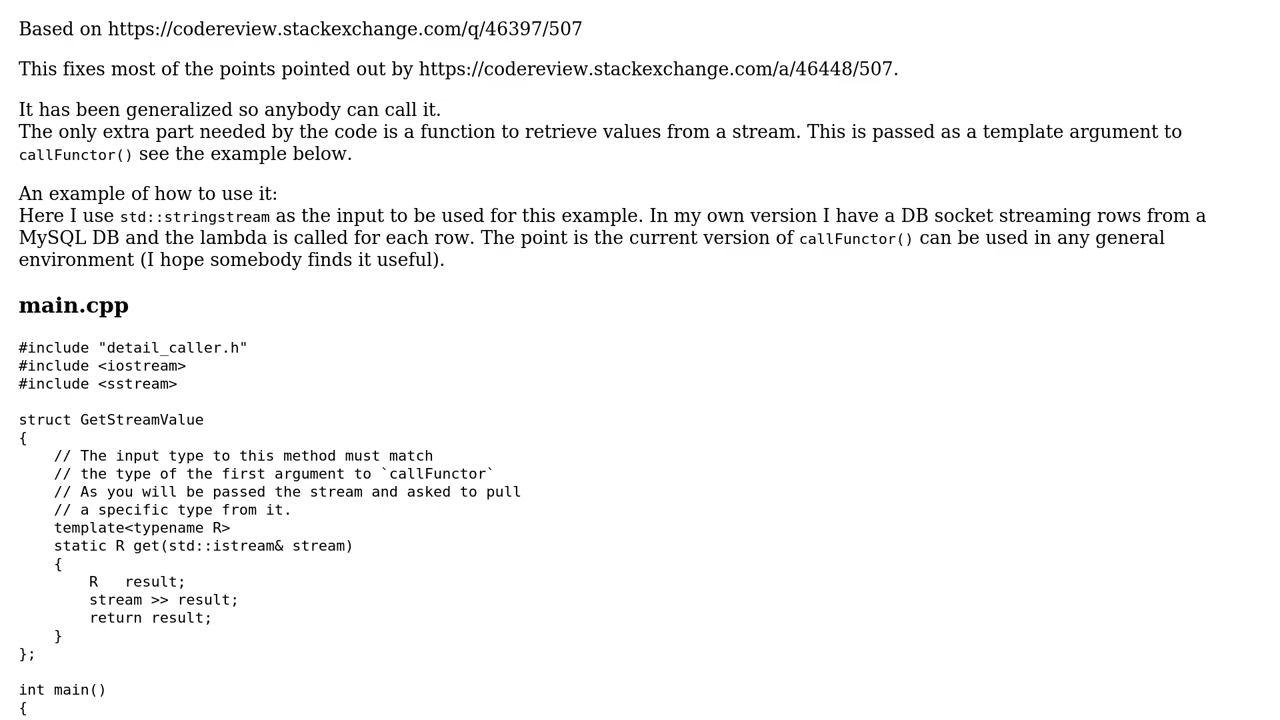 Based on https://codereview.stackexchange.com/q/46397/507
This fixes most of the points pointed out by https://codereview.stackexchange.com/a/46448/507.
It has been generalized so anybody can call it.
The only extra part needed by the code is a function to retrieve values from a stream. This is passed as a template argument to
callFunctor() see the example below.
An example of how to use it:
Here I use std::stringstream as the input to be used for this example. In my own version I have a DB socket streaming rows from a
MySQL DB and the lambda is called for each row. The point is the current version of callFunctor() can be used in any general
environment (I hope somebody finds it useful).
main.cpp
#include "detail_caller.h"
#include <iostream>
#include <sstream>
struct GetStreamValue
{
    // The input type to this method must match
    // the type of the first argument to `callFunctor`
    // As you will be passed the stream and asked to pull
    // a specific type from it.
    template<typename R>
    static R get(std::istream& stream)
    {
        R   result;
        stream >> result;
        return result;
    }
};
int main()
{